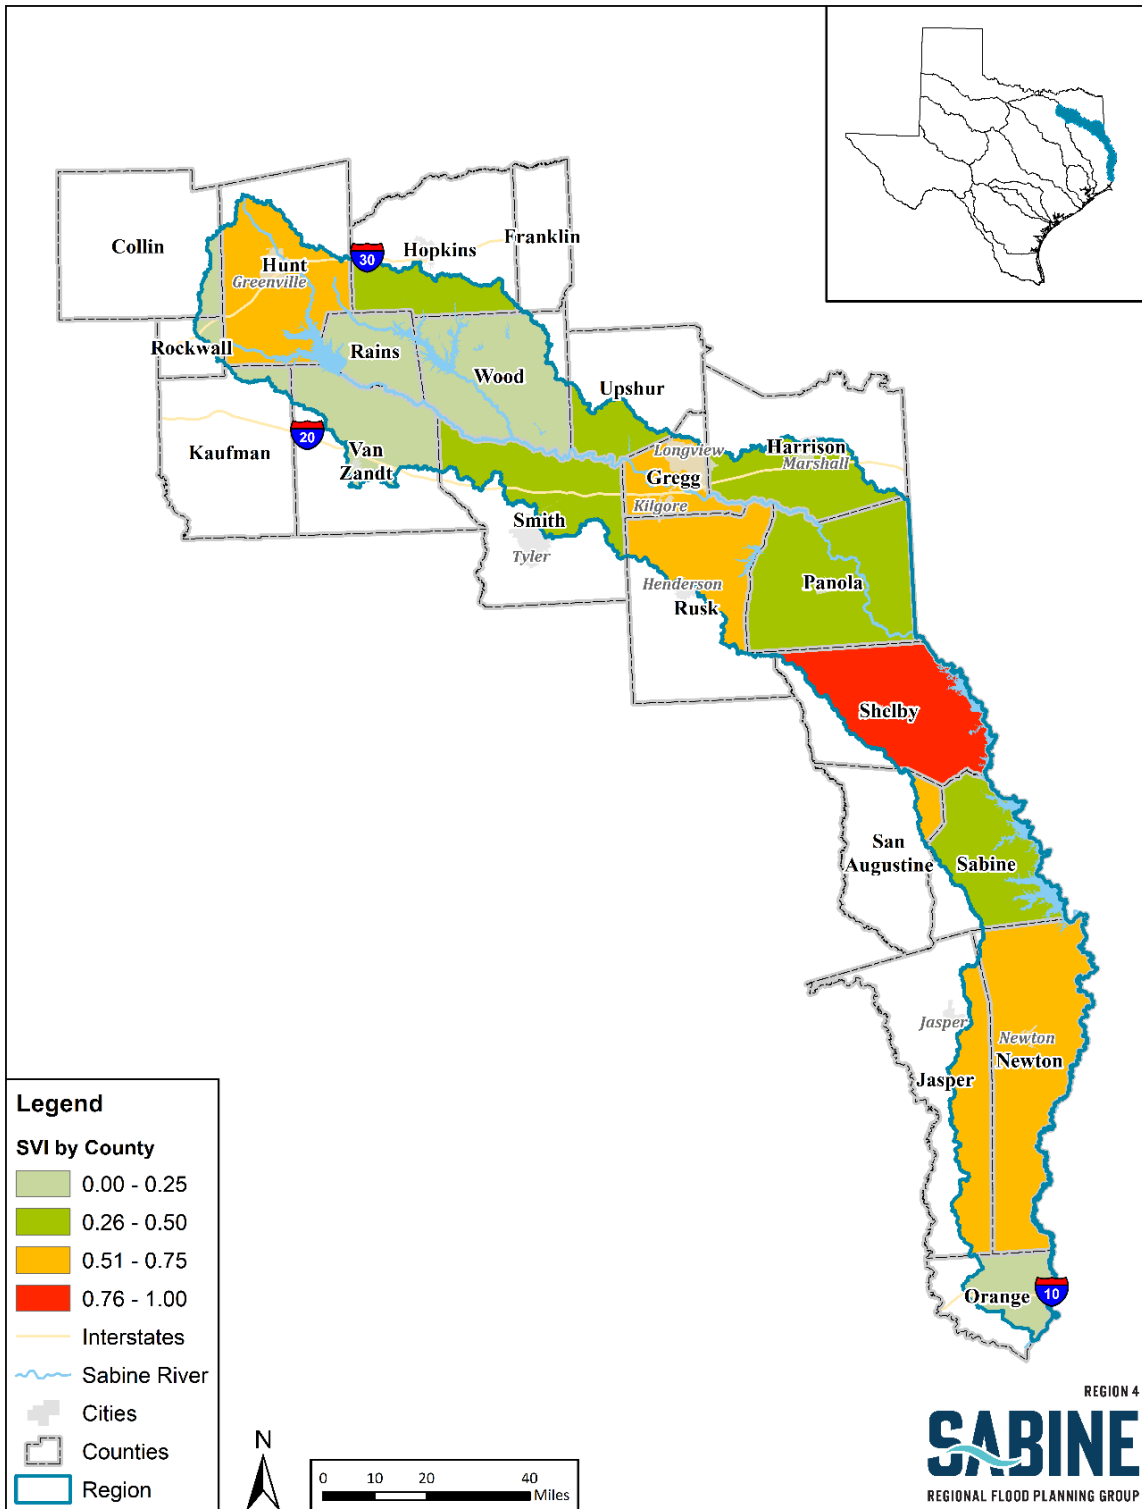 Collin
Hopkins
Franklin
30
Hunt
Greenville
Rockwall
Rains
Wood
Upshur
20
Kaufman
Van
Zandt
Longview
Harrison
Marshall
Gregg
Kilgore
Smith
Tyler
Henderson
Rusk
Panola
Shelby
San
Augustine
Sabine
Jasper
Newton
Newton
Jasper
Orange
10
Legend
SVI by County
0.00 - 0.25
0.26 - 0.50
0.51 - 0.75
0.76 - 1.00
Interstates
Sabine River
Cities
Counties
Region
N
0 10 20 40
Miles
REGION 4
SABINE
REGIONAL FLOOD PLANNING GROUP